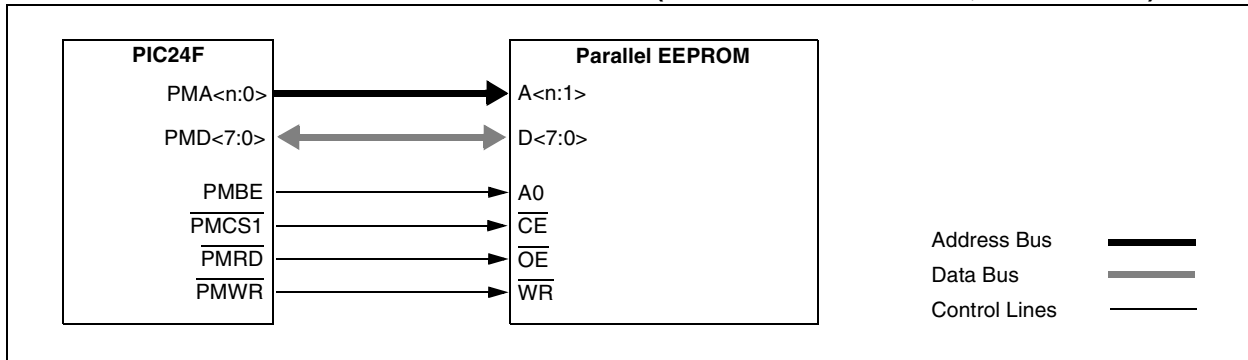 PIC24F
Parallel EEPROM
PMA<n:0>
A<n:1>
PMD<7:0>
D<7:0>
PMBE
A0
PMCS1
CE
PMRD
OE
PMWR
WR
Address Bus
Data Bus
Control Lines